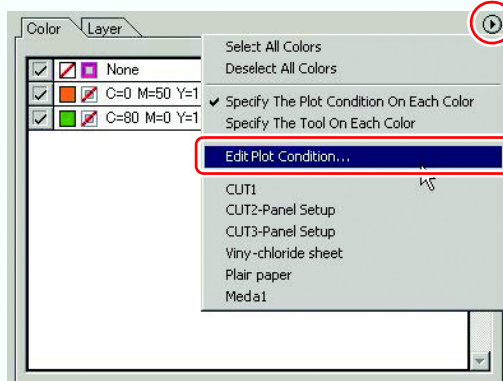 Color Layer
None
C=0 M=50 Y=1
C=80 M=0 Y=1
Select All Colors
Deselect All Colors
Specify The Plot Condition On Each Color
Specify The Tool On Each Color
Edit Plot Condition...
CUT1
CUT2-Panel Setup
CUT3-Panel Setup
Viny-chloride sheet
Plair paper
Meda1